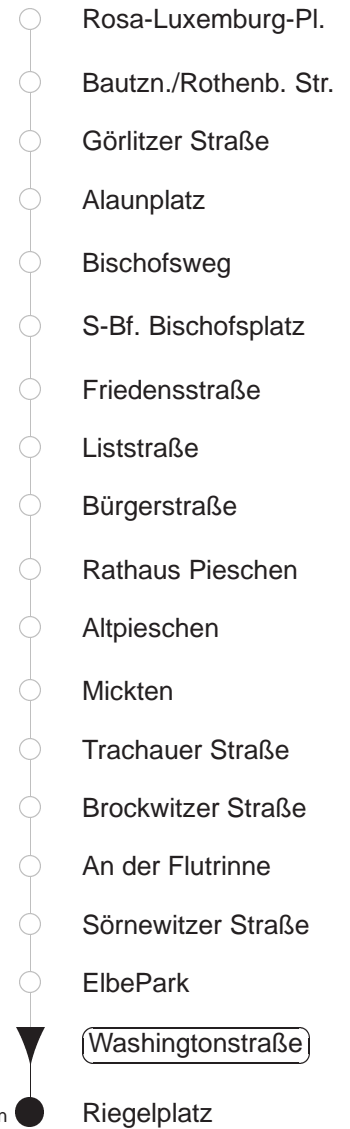 Rosa-Luxemburg-Pl.
Bautzn./Rothenb. Str.
Görlitzer Straße
Alaunplatz
Bischofsweg
S-Bf. Bischofsplatz
Friedensstraße
Liststraße
Bürgerstraße
Rathaus Pieschen
Altpieschen
Mickten
Trachauer Straße
Brockwitzer Straße
An der Flutrinne
Sörnewitzer Straße
ElbePark
Washingtonstraße
Riegelplatz